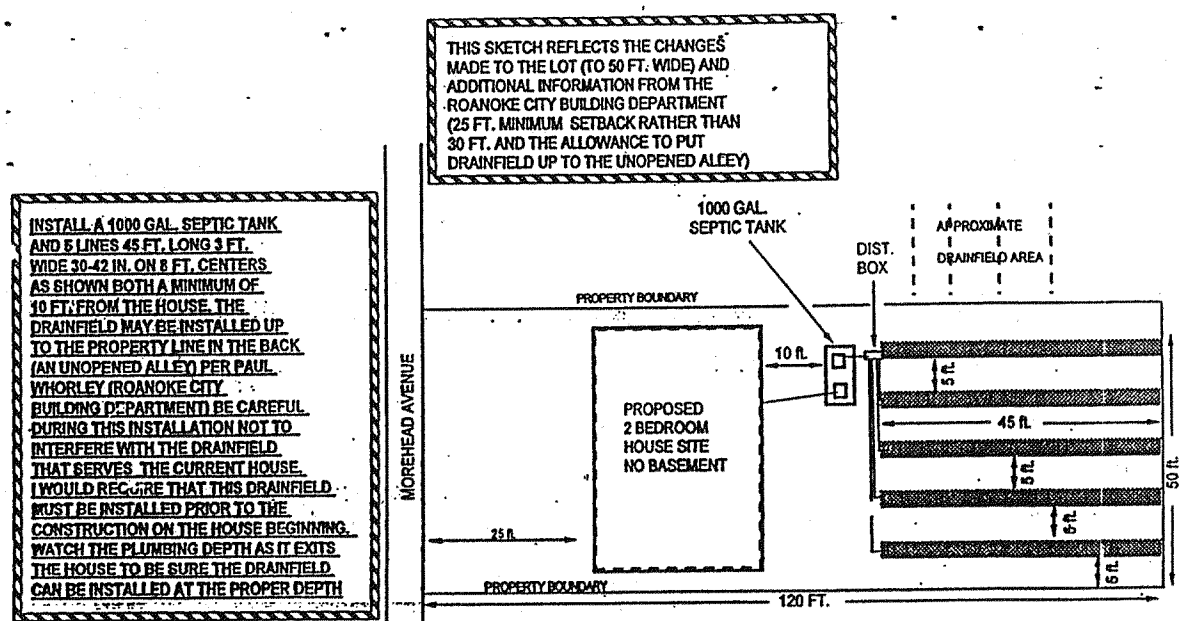 THIS SKETCH REFLECTS THE CHANGES
MADE TO THE LOT (TO 50 FT. WIDE) AND
ADDITIONAL INFORMATION FROM THE
ROANOKE CITY BUILDING DEPARTMENT
(25 FT. MINIMUM SETBACK RATHER THAN
30 FT. AND THE ALLOWANCE TO PUT
DRAINFIELD UP TO THE UNOPENED ALLEY)
INSTALL A 1000 GAL. SEPTIC TANK
AND 5 LINES 45 FT. LONG 3 FT.
WIDE 30-42 IN. ON 8 FT. CENTERS
AS SHOWN BOTH A MINIMUM OF
10 FT. FROM THE HOUSE. THE
DRAINFIELD MAY BE INSTALLED UP
TO THE PROPERTY LINE IN THE BACK
(AN UNOPENED ALLEY) PER PAUL
WHORLEY (ROANOKE CITY
BUILDING DEPARTMENT) BE CAREFUL
DURING THIS INSTALLATION NOT TO
INTERFERE WITH THE DRAINFIELD
THAT SERVES THE CURRENT HOUSE.
I WOULD REQUIRE THAT THIS DRAINFIELD
MUST BE INSTALLED PRIOR TO THE
CONSTRUCTION ON THE HOUSE BEGINNING.
WATCH THE PLUMBING DEPTH AS IT EXITS
THE HOUSE TO BE SURE THE DRAINFIELD
CAN BE INSTALLED AT THE PROPER DEPTH
MOREHEAD AVENUE
1000 GAL.
SEPTIC TANK
DIST.
BOX
APPROXIMATE
DRAINFIELD AREA
PROPERTY BOUNDARY
10 ft.
PROPOSED
2 BEDROOM
HOUSE SITE
NO BASEMENT
5 ft.
45 ft.
5 ft.
5 ft.
5 ft.
50 ft.
25 ft.
PROPERTY BOUNDARY
120 FT.